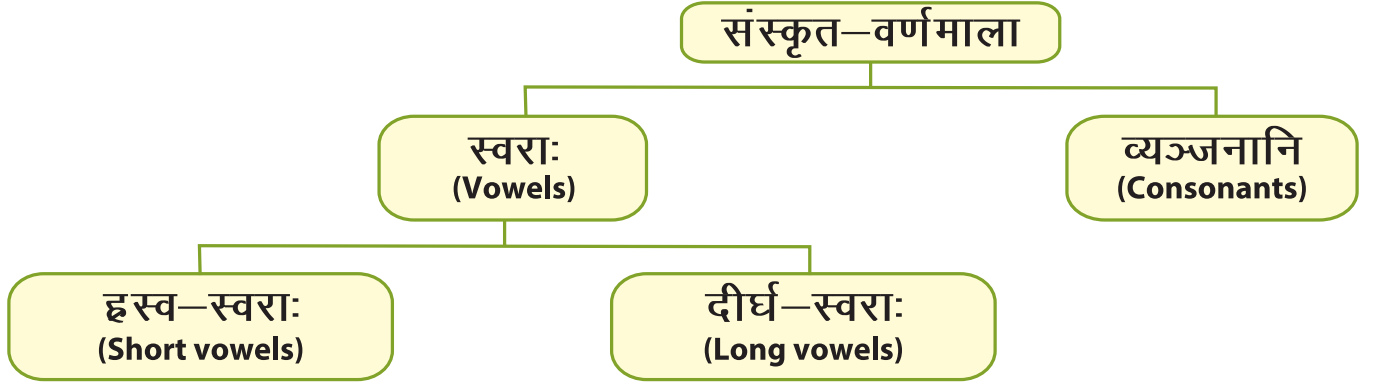 संस्कृत–वर्णमाला
स्वराः
(Vowels)
व्यञ्जनानि
(Consonants)
ह्रस्व–स्वराः
(Short vowels)
दीर्घ–स्वराः
(Long vowels)